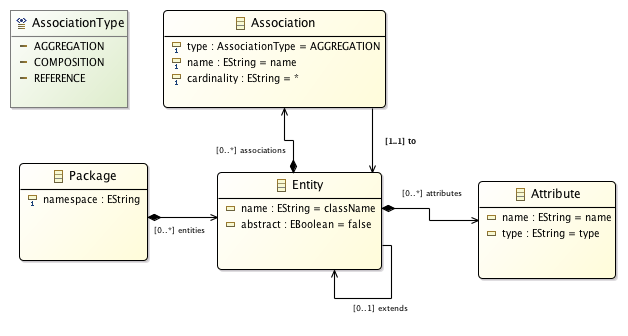 AssociationType
AGGREGATION
COMPOSITION
REFERENCE
Association
type : AssociationType = AGGREGATION
name : EString = name
cardinality : EString = *
[0..*] associations
[1..1] to
Package
namespace : EString
[0..*] entities
Entity
name : EString = className
abstract : EBoolean = false
[0..*] attributes
Attribute
name : EString = name
type : EString = type
[0..1] extends